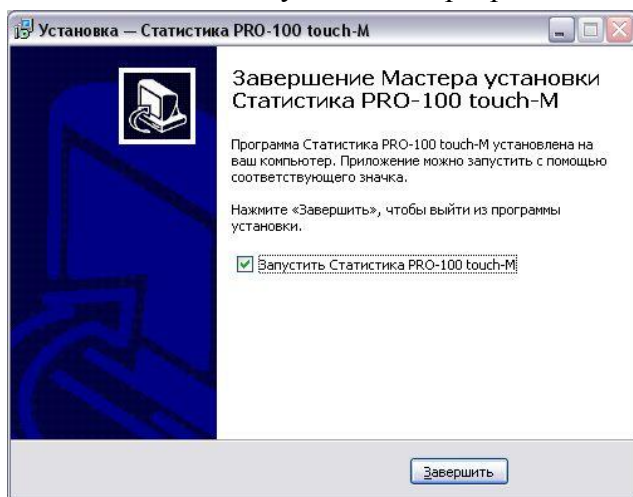 Установка — Статистика PRO-100 touch-M
Завершение Мастера установки
Статистика PRO-100 touch-M
Программа Статистика PRO-100 touch-M установлена на
ваш компьютер. Приложение можно запустить с помощью
соответствующего значка.
Нажмите «Завершить», чтобы выйти из программы
установки.
Запустить Статистика PRO-100 touch-M
Завершить